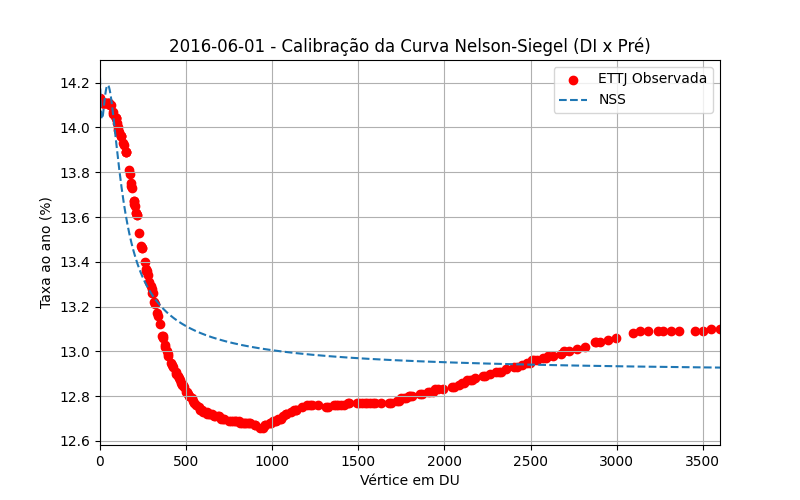 2016-06-01 - Calibração da Curva Nelson-Siegel (DI x Pré)
ETTJ Observada
NSS
Taxa ao ano (%)
14.2
14.0
13.8
13.6
13.4
13.2
13.0
12.8
12.6
0 500 1000 1500 2000 2500 3000 3500
Vértice em DU